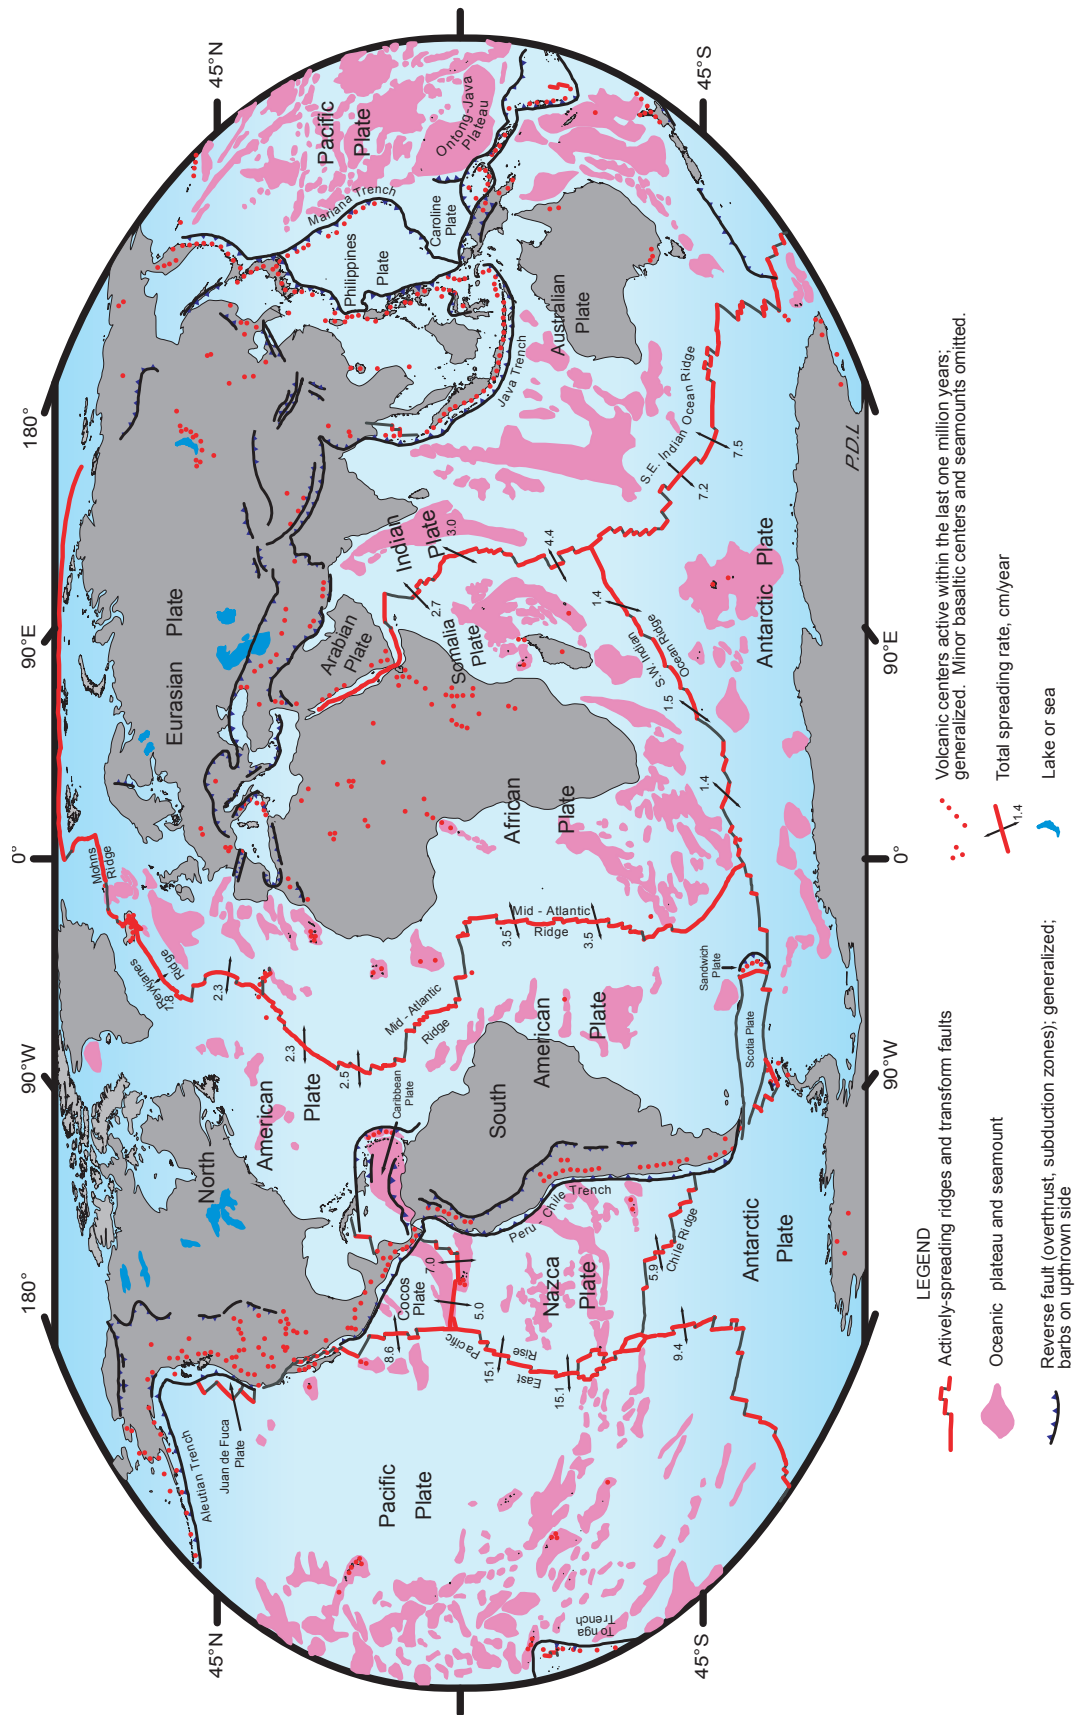 180°
90°W
0°
90°E
180°
45°N
45°N
45°S
45°S
90°W
0°
90°E
Aleutian Trench
Juan de Fuca
Plate
North
American
Plate
Reykjanes
Ridge
Mohns
Ridge
1.8
2.3
2.3
2.5
Eurasian Plate
Pacific
Plate
Cocos
Plate
Caribbean
Plate
Mid - Atlantic
Ridge
8.6
7.0
5.0
East
Pacific
Rise
15.1
15.1
Nazca
Plate
Peru - Chile Trench
South
American
Plate
Mid - Atlantic
Ridge
3.5
3.5
African
Plate
Arabian
Plate
Somalia
Plate
Indian
Plate
2.7
3.0
4.4
Philippines
Plate
Mariana Trench
Pacific
Plate
Caroline
Plate
Ontong-Java
Plateau
Java Trench
Australian
Plate
Tonga
Trench
9.4
5.9
Chile Ridge
Antarctic
Plate
Scotia Plate
Sandwich
Plate
1.4
1.5
1.4
S.W. Indian
Ocean Ridge
Antarctic Plate
S.E. Indian Ocean Ridge
7.2
7.5
P.D.L
LEGEND
Actively-spreading ridges and transform faults
Oceanic plateau and seamount
Reverse fault (overthrust, subduction zones); generalized;
barbs on upthrown side
Volcanic centers active within the last one million years;
generalized. Minor basaltic centers and seamounts omitted.
1.4
Total spreading rate, cm/year
Lake or sea